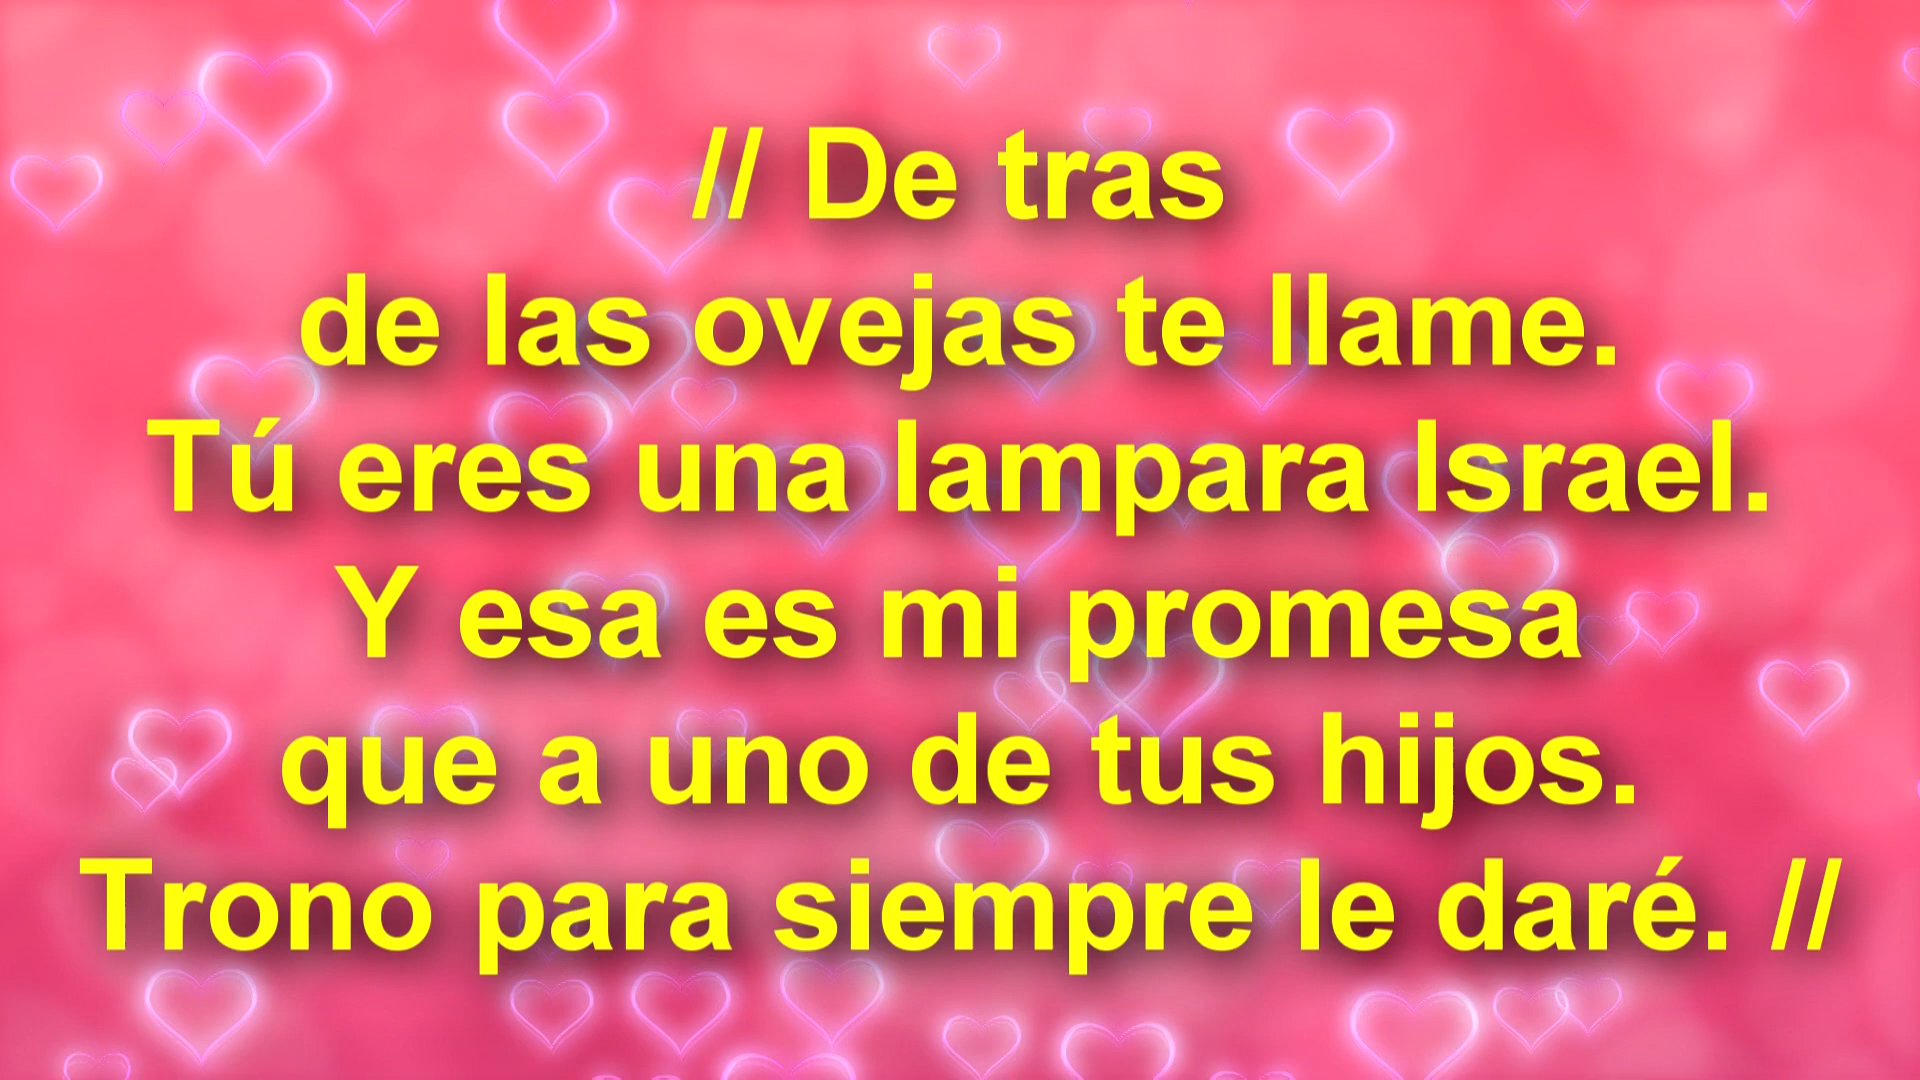 // De tras
de las ovejas te llame.
Tú eres una lampara Israel.
Y esa es mi promesa
que a uno de tus hijos.
Trono para siempre le daré. //